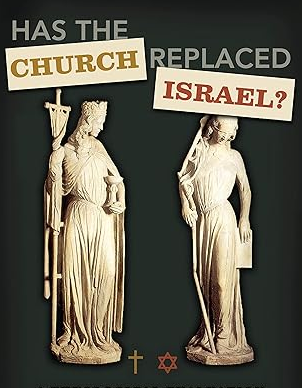 HAS THE
CHURCH REPLACED
ISRAEL?